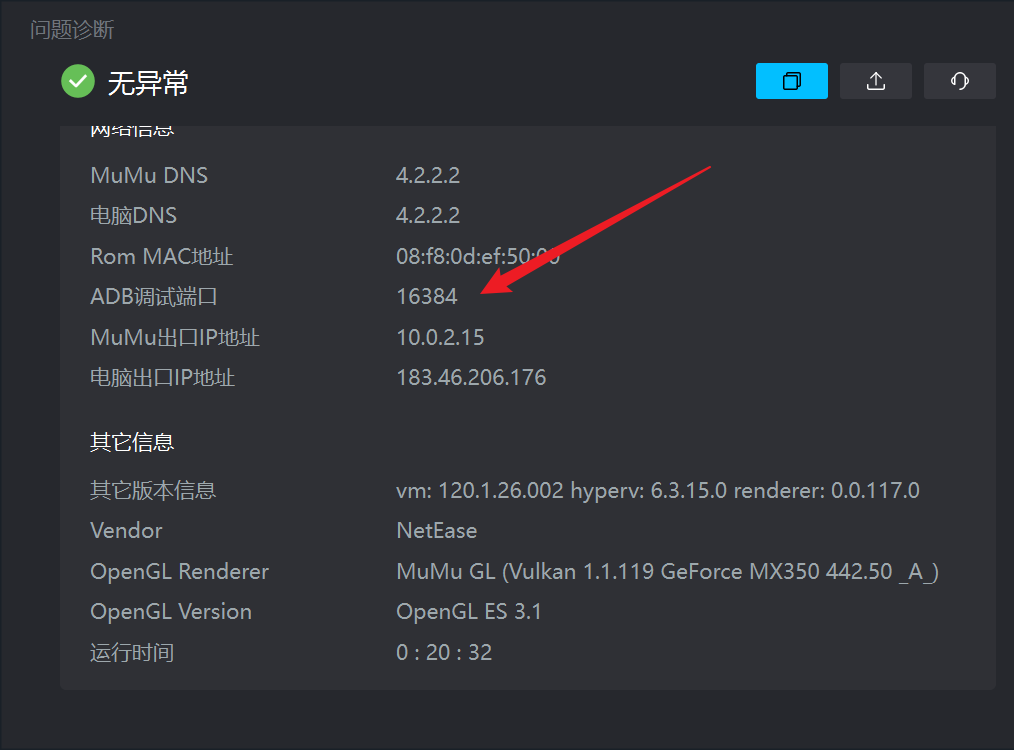 问题诊断
无异常
网络信息
MuMu DNS 4.2.2.2
电脑DNS 4.2.2.2
Rom MAC地址 08:f8:0d:ef:50:00
ADB调试端口 16384
MuMu出口IP地址 10.0.2.15
电脑出口IP地址 183.46.206.176
其它信息
其它版本信息 vm: 120.1.26.002 hyperv: 6.3.15.0 renderer: 0.0.117.0
Vendor NetEase
OpenGL Renderer MuMu GL (Vulkan 1.1.119 GeForce MX350 442.50 _A_)
OpenGL Version OpenGL ES 3.1
运行时间 0 : 20 : 32